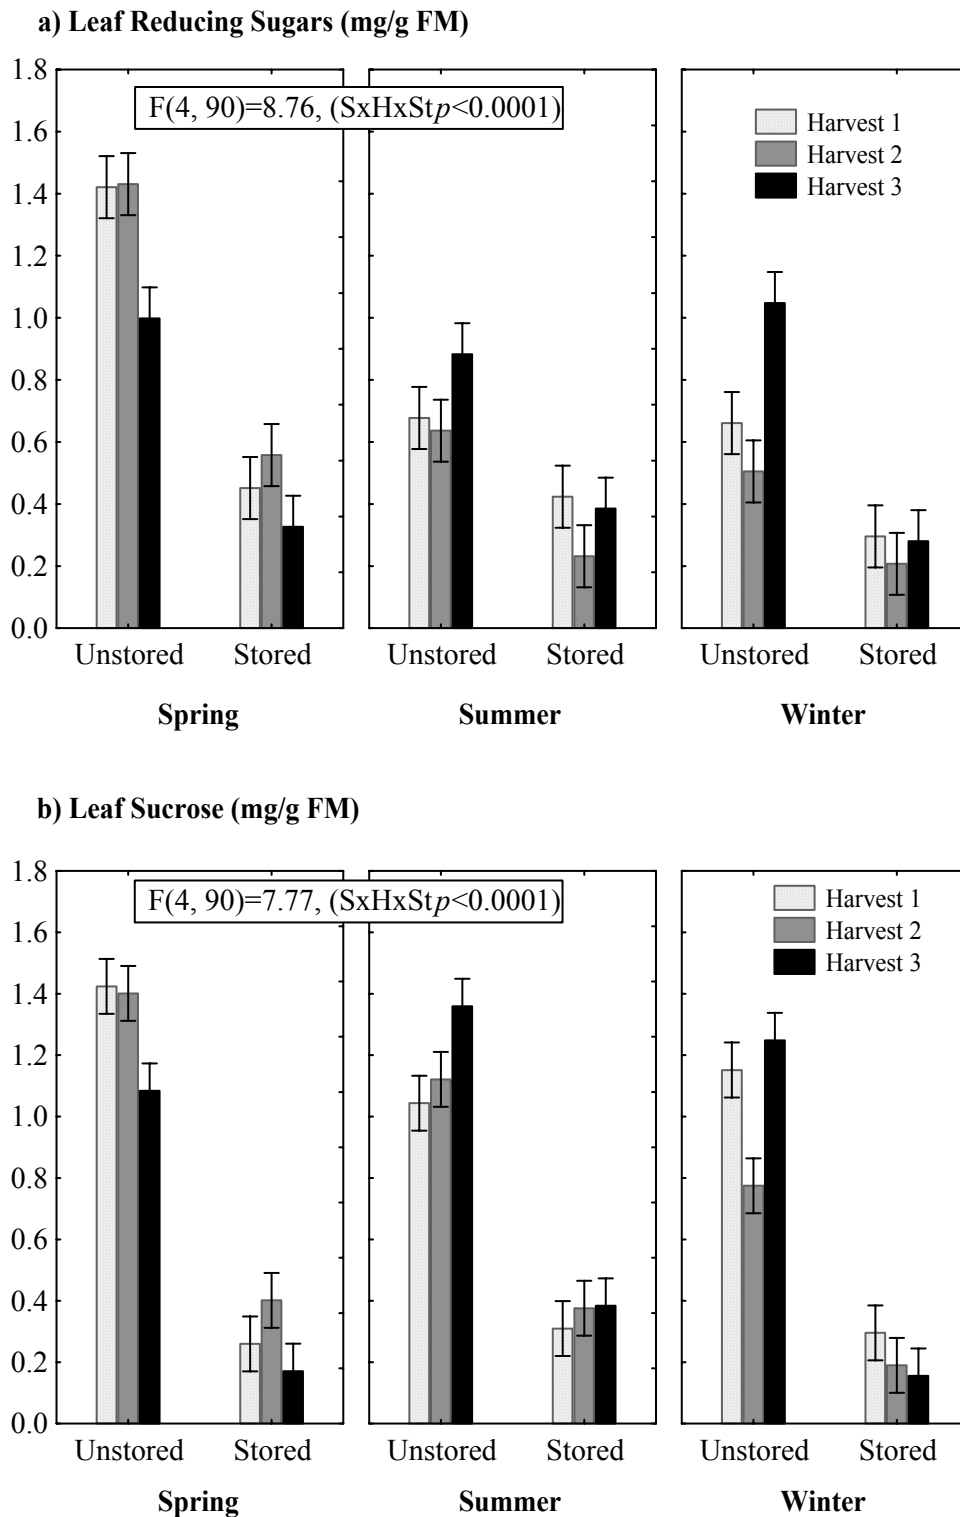 a) Leaf Reducing Sugars (mg/g FM)
1.8
F(4, 90)=8.76, (SxHxStp<0.0001)
1.6
Harvest 1
Harvest 2
Harvest 3
1.4
1.2
1.0
0.8
0.6
0.4
0.2
0.0
Unstored Stored Unstored Stored Unstored Stored
Spring Summer Winter
b) Leaf Sucrose (mg/g FM)
1.8
F(4, 90)=7.77, (SxHxStp<0.0001)
Harvest 1
1.6
Harvest 2
Harvest 3
1.4
1.2
1.0
0.8
0.6
0.4
0.2
0.0
Unstored Stored Unstored Stored Unstored Stored
Spring Summer Winter